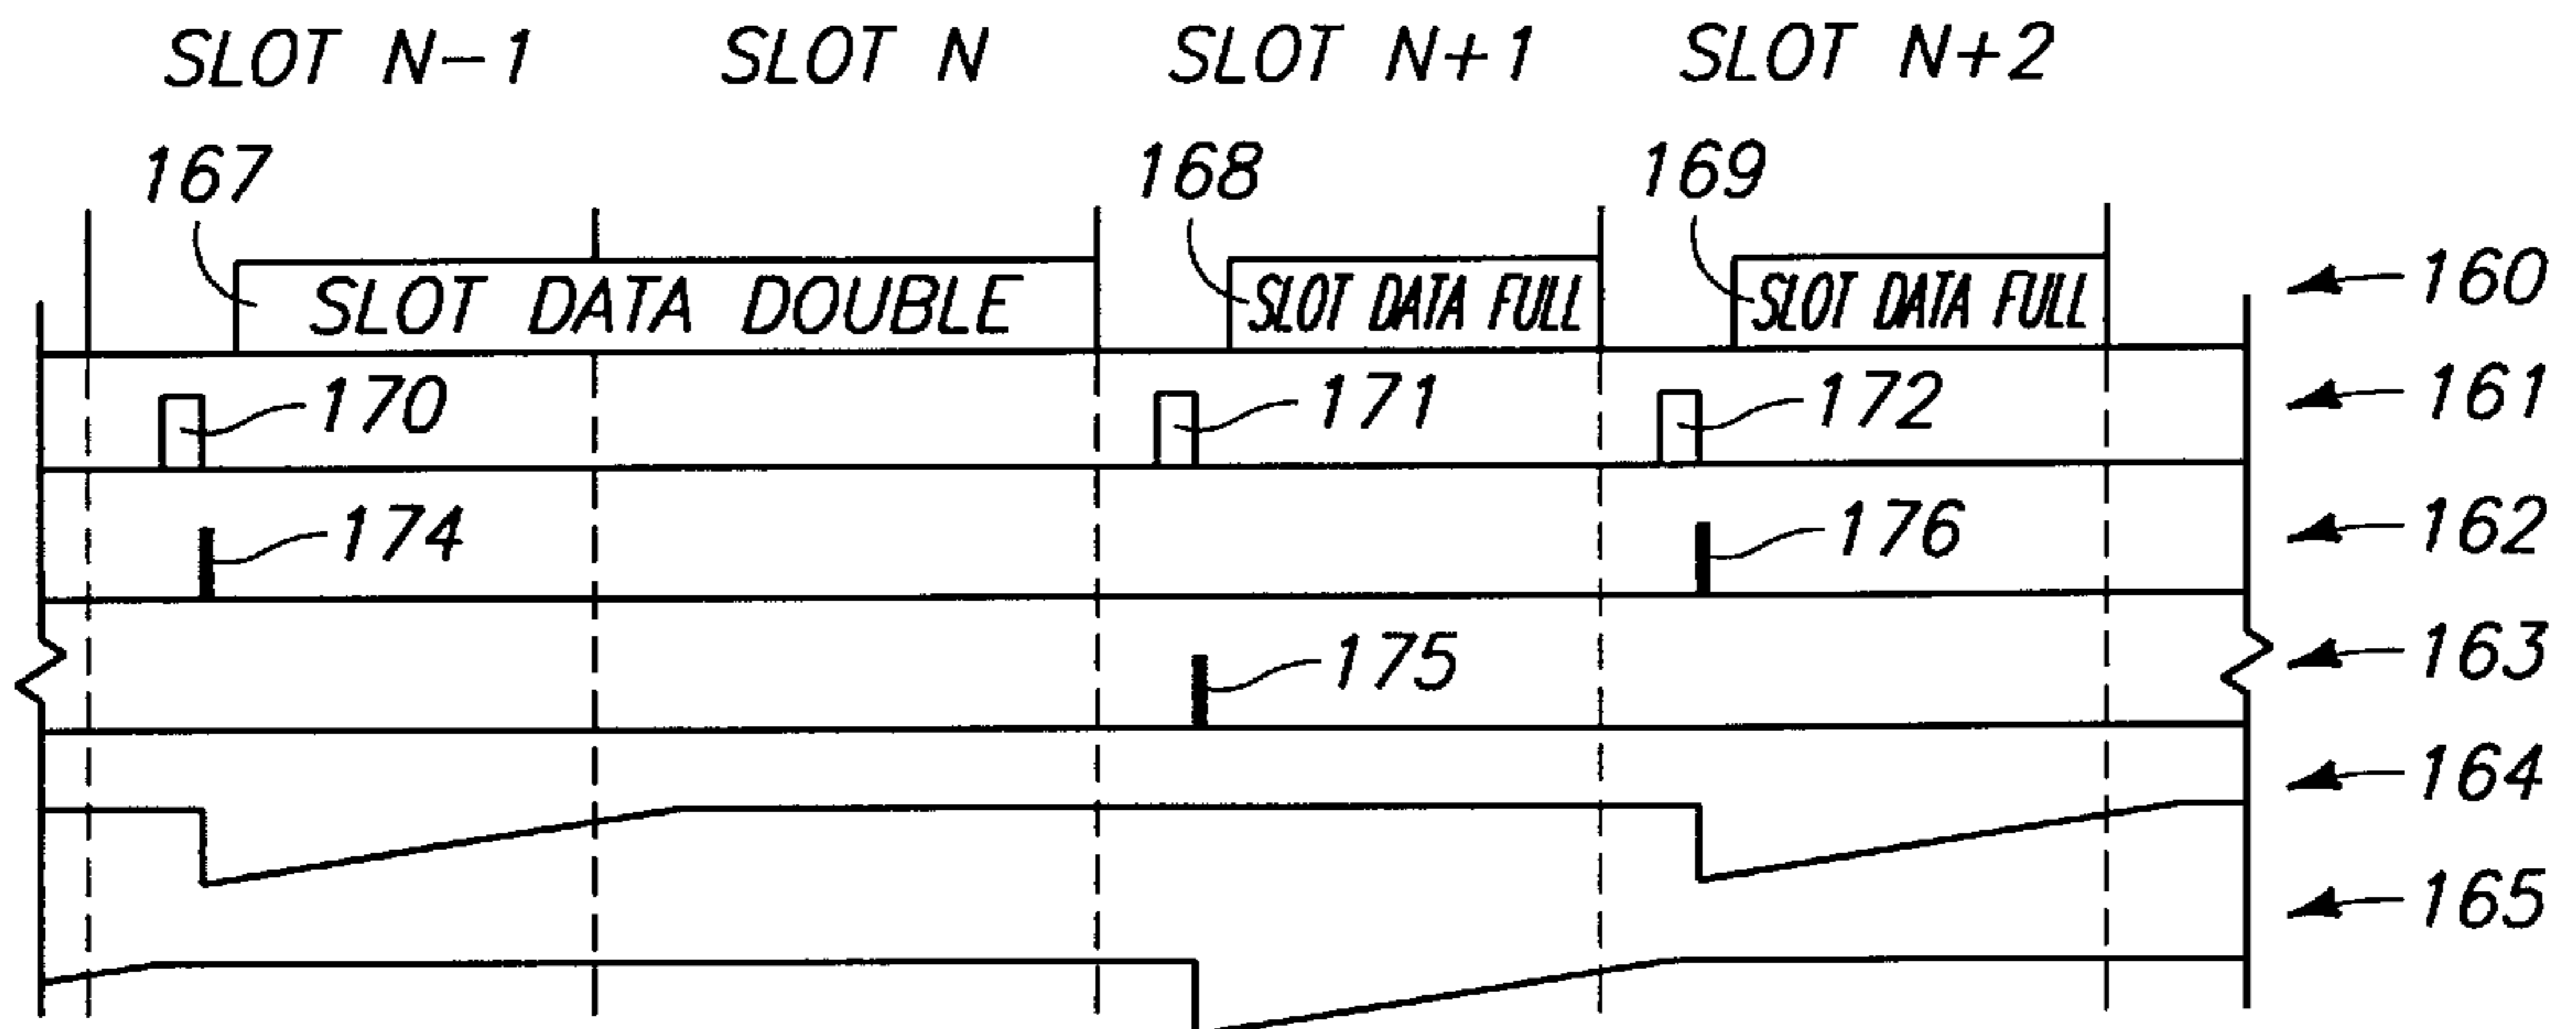 SLOT N-1 SLOT N SLOT N+1 SLOT N+2
167 168 169
SLOT DATA DOUBLE SLOT DATA FULL SLOT DATA FULL 160
170 171 172 161
174 176 162
175 163
164
165